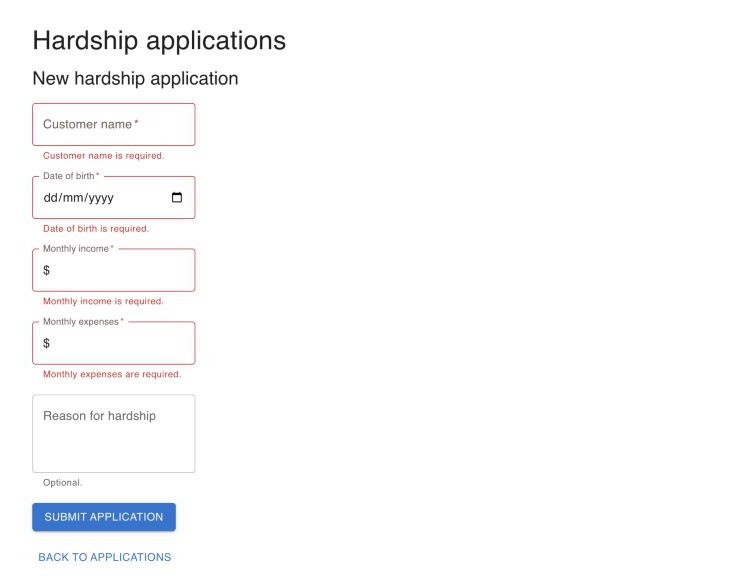 Hardship applications
New hardship application
Customer name *
Customer name is required.
Date of birth *
dd/mm/yyyy
Date of birth is required.
Monthly income *
$
Monthly income is required.
Monthly expenses *
$
Monthly expenses are required.
Reason for hardship
Optional.
SUBMIT APPLICATION
BACK TO APPLICATIONS